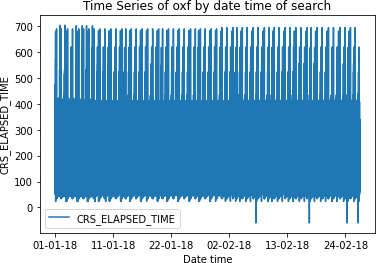 Time Series of oxf by date time of search
CRS_ELAPSED_TIME
700
600
500
400
300
200
100
0
CRS_ELAPSED_TIME
01-01-18 11-01-18 22-01-18 02-02-18 13-02-18 24-02-18
Date time